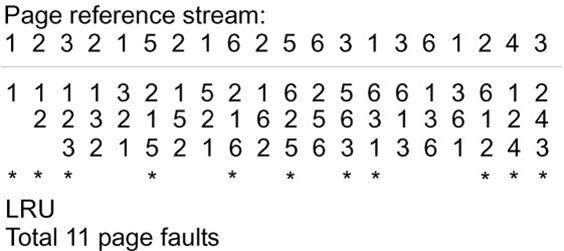 Page reference stream:
1 2 3 2 1 5 2 1 6 2 5 6 3 1 3 6 1 2 4 3
1 1 1 1 3 2 1 5 2 1 6 2 5 6 6 1 3 6 1 2
2 2 3 2 1 5 2 1 6 2 5 6 3 1 3 6 1 2 4
3 2 1 5 2 1 6 2 5 6 3 1 3 6 1 2 4 3
* * * * * * * * * * *
LRU
Total 11 page faults